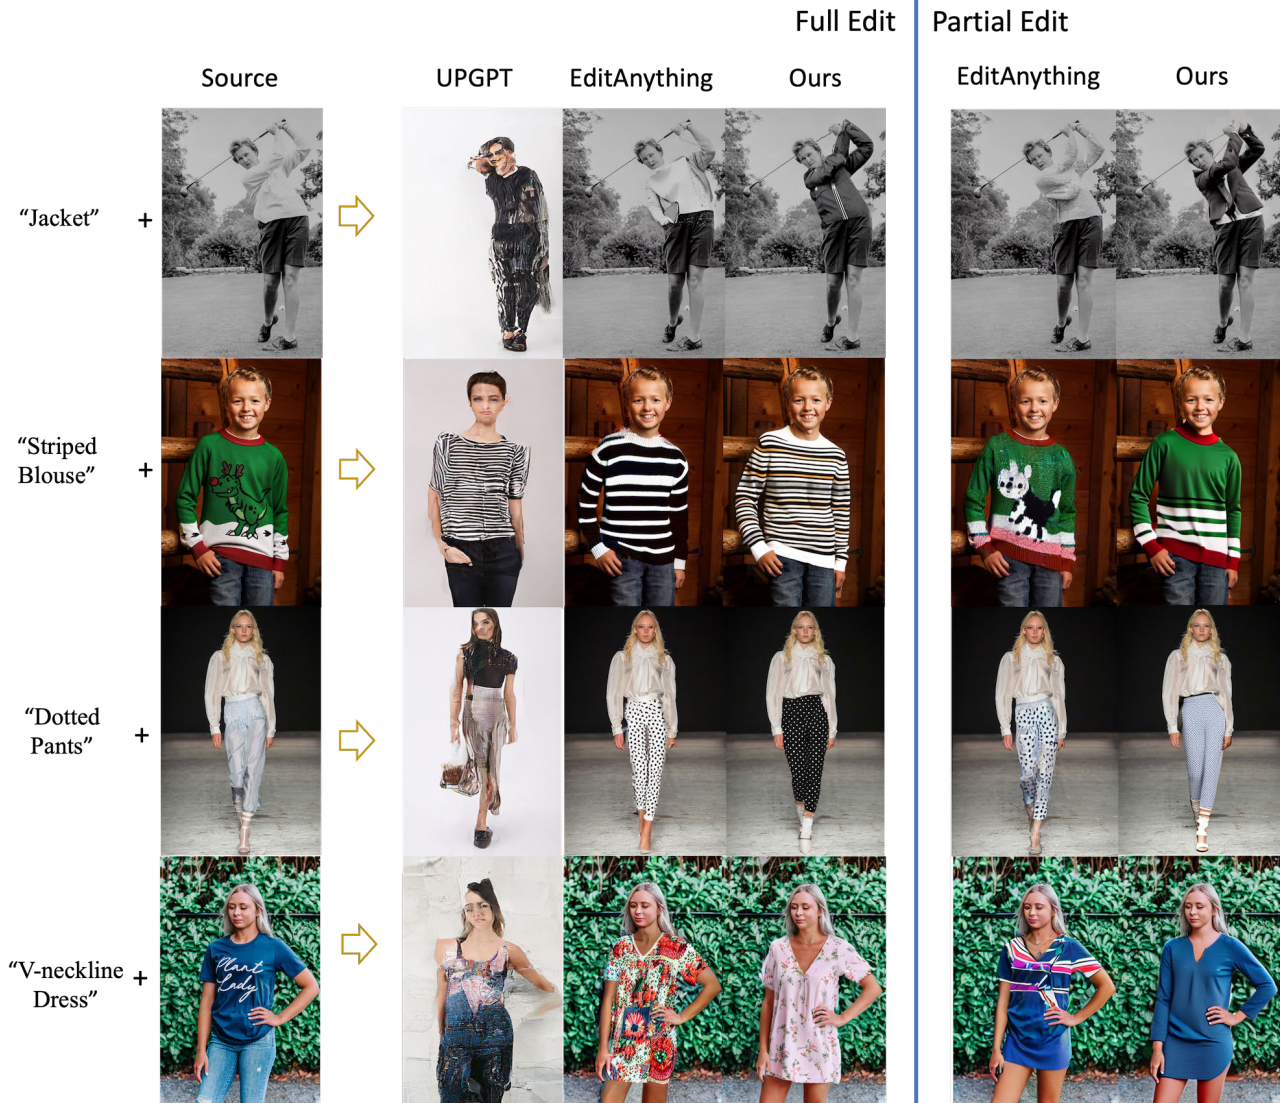 Full Edit
Partial Edit
Source
UPGPT
EditAnything
Ours
EditAnything
Ours
“Jacket”
+
“Striped
Blouse”
+
“Dotted
Pants”
+
“V-neckline
Dress”
+
Plant
Lady